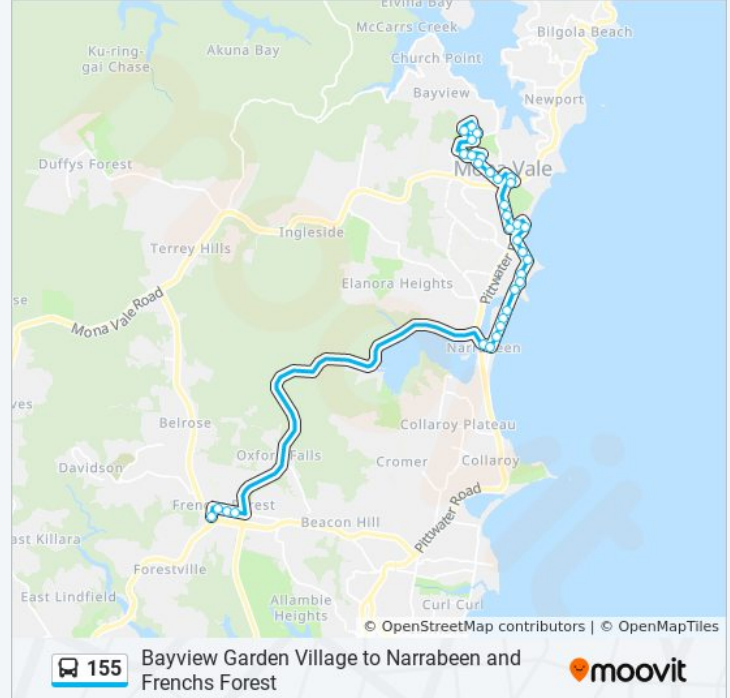 Elvina Bay
McCarrs Creek
Bilgola Beach
Ku-ring-
gai Chase
Akuna Bay
Church Point
Bayview
Newport
Duffys Forest
Mona Vale
Ingleside
Terrey Hills
Elanora Heights
Pittwater
Mona Vale Road
Narrabeen
Belrose
Collaroy Plateau
Davidson
Oxford Falls
Cromer
Collaroy
Frenchs Forest
Beacon Hill
Pittwater Road
Forestville
East Lindfield
Allambie
Heights
Curl Curl
© OpenStreetMap contributors | © OpenMapTiles
155
Bayview Garden Village to Narrabeen and
Frenchs Forest
moovit